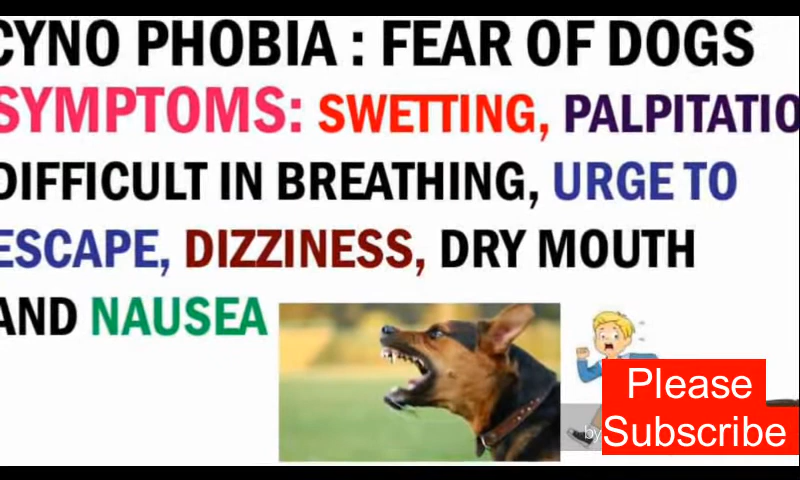 CYNO PHOBIA : FEAR OF DOGS
SYMPTOMS: SWETTING, PALPITATIO
DIFFICULT IN BREATHING, URGE TO
ESCAPE, DIZZINESS, DRY MOUTH
AND NAUSEA
Please
by
Subscribe